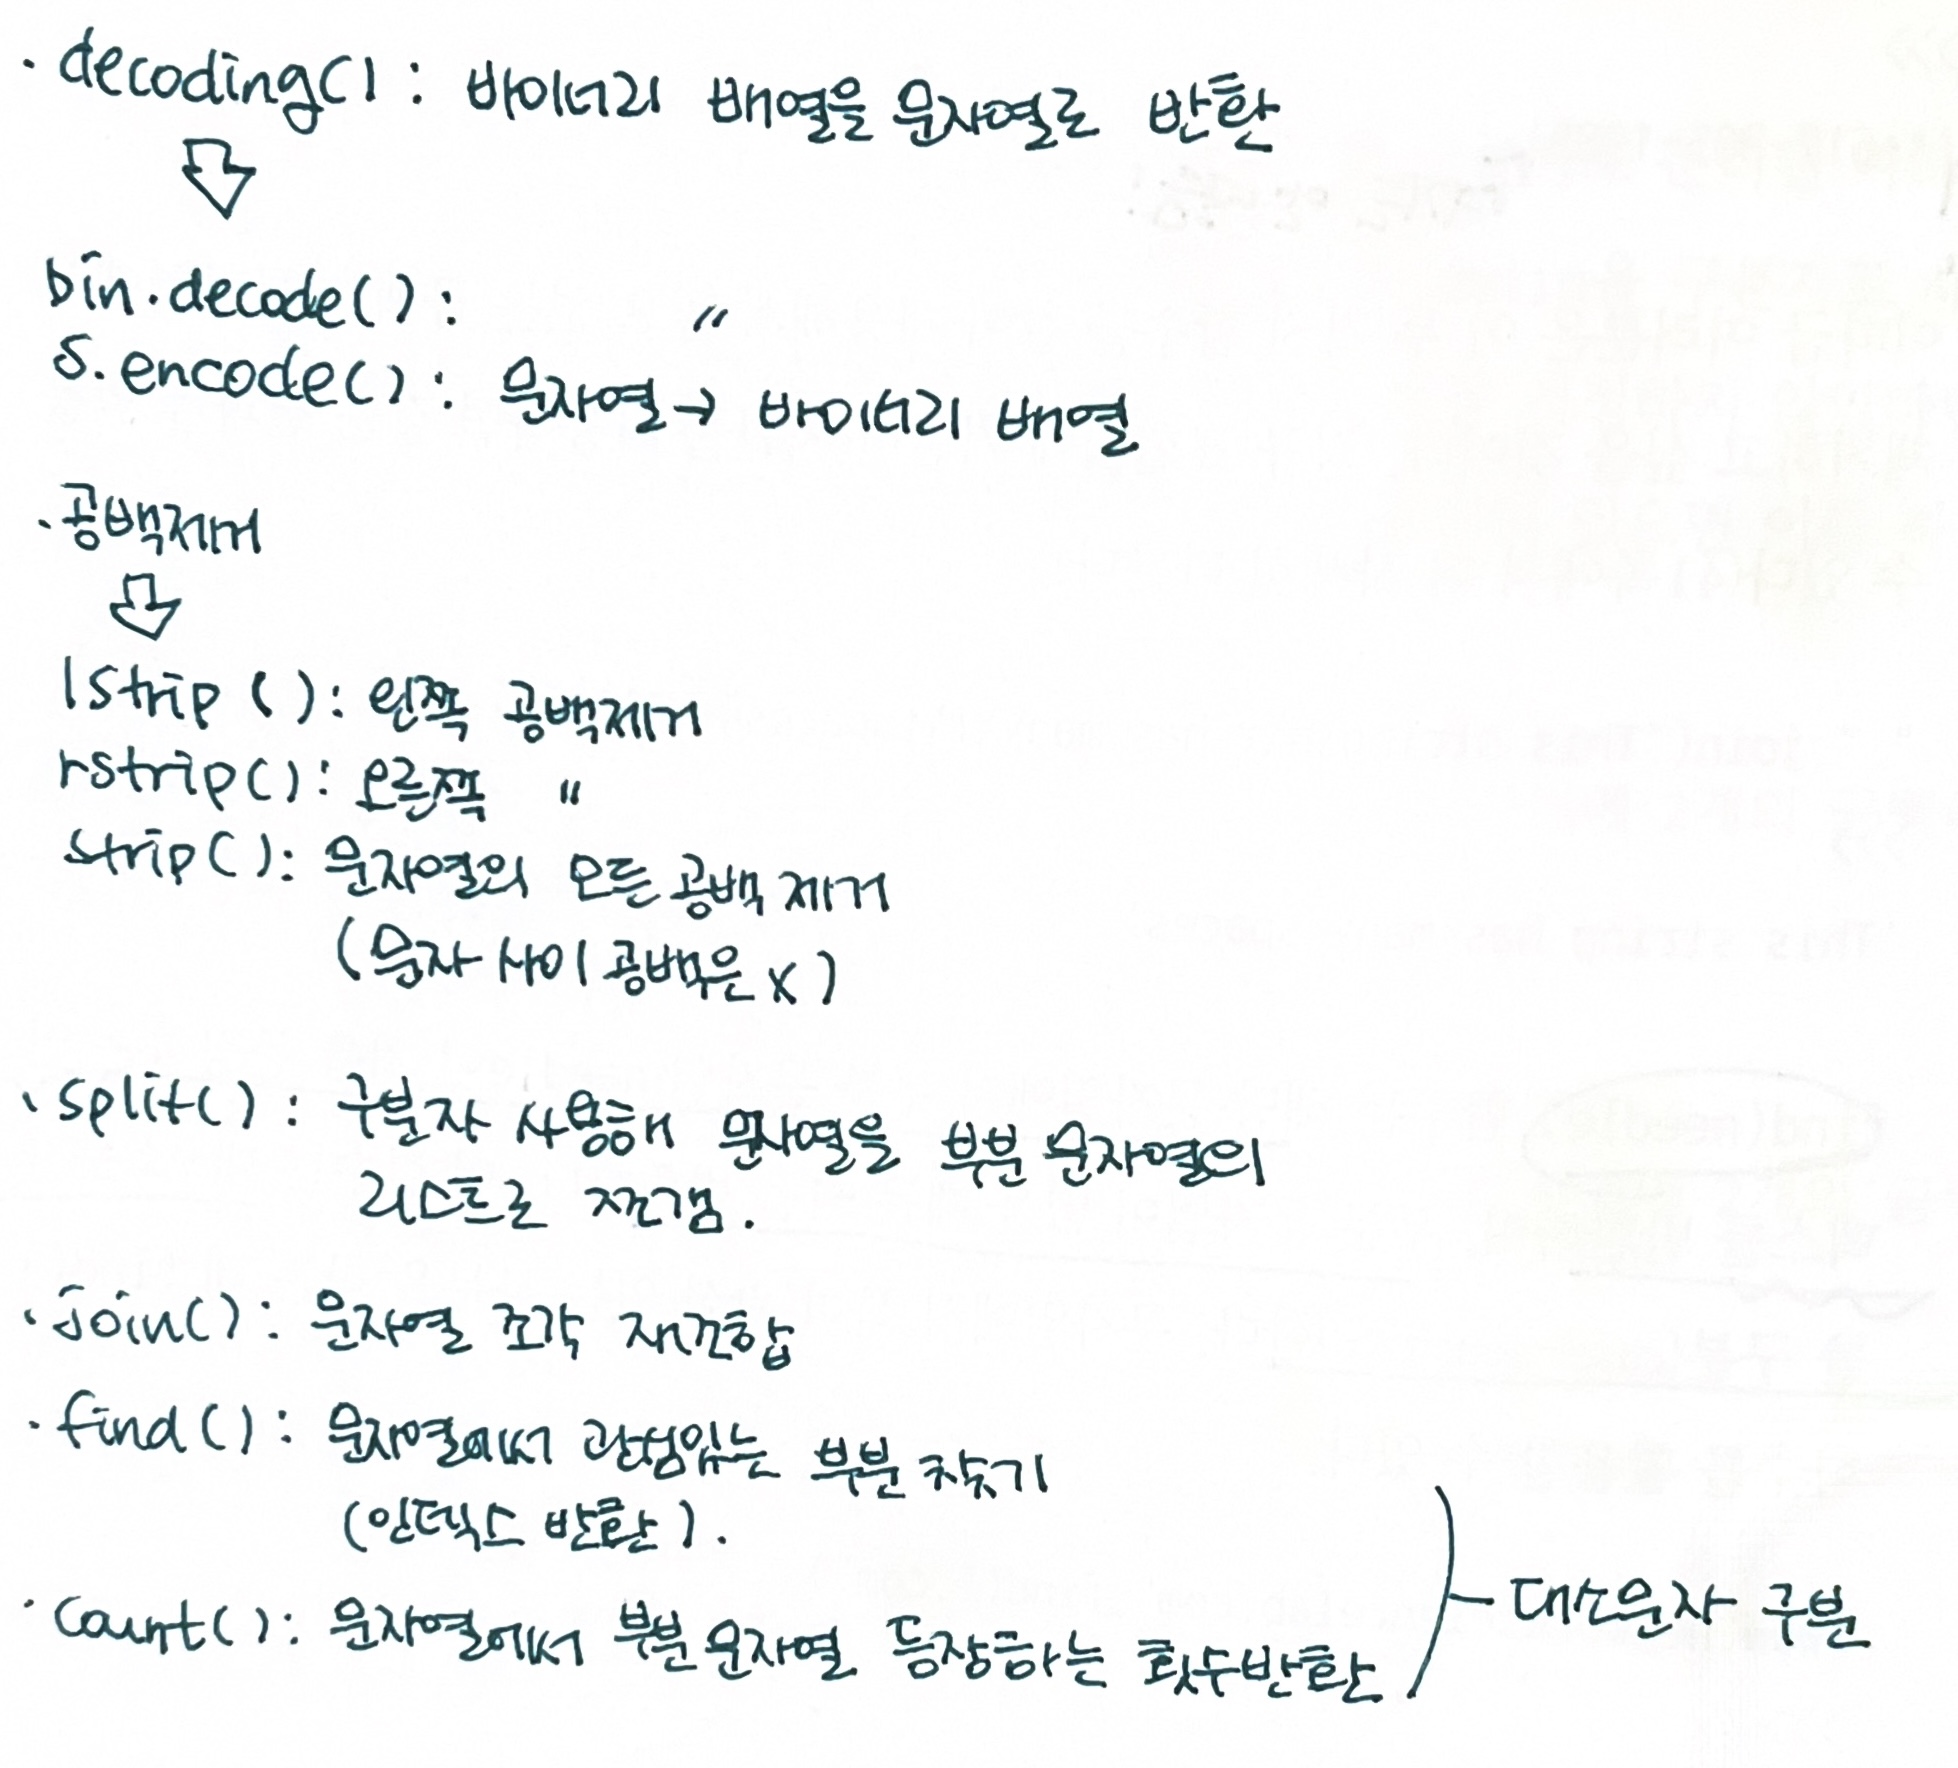 · decoding() : 바이너리 배열을 문자열로 반환
⇩
bin.decode() : 〃
S.encode() : 문자열 → 바이너리 배열
· 공백제거
⇩
lstrip () : 왼쪽 공백제거
rstrip() : 오른쪽 〃
strip() : 문자열의 모든 공백 제거
(문자 사이 공백은 X)
· split() : 구분자 사용해 문자열을 부분 문자열의
리스트로 쪼갬.
· join() : 문자열 조각 재조합
· find() : 문자열에서 관심있는 부분 찾기
(인덱스 반환).
· count() : 문자열에서 부분 문자열 등장하는 횟수반환
대소문자 구분